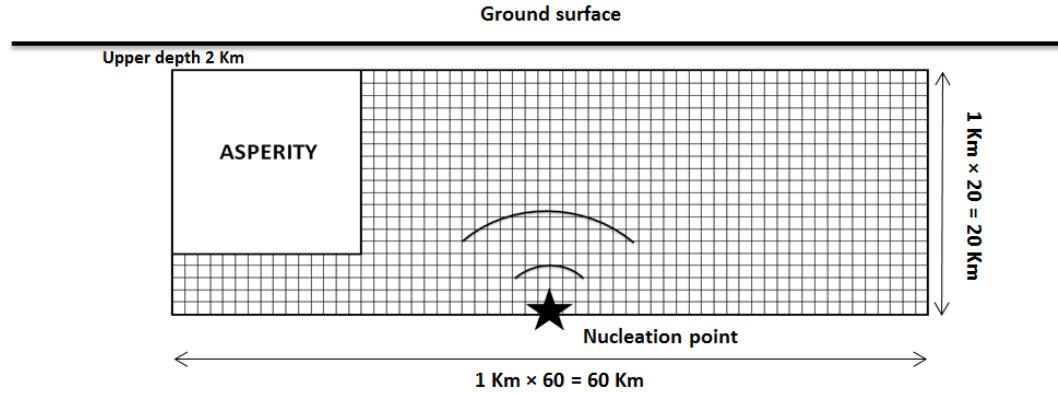 Ground surface
Upper depth 2 Km
ASPERITY
1 Km × 20 = 20 Km
Nucleation point
1 Km × 60 = 60 Km